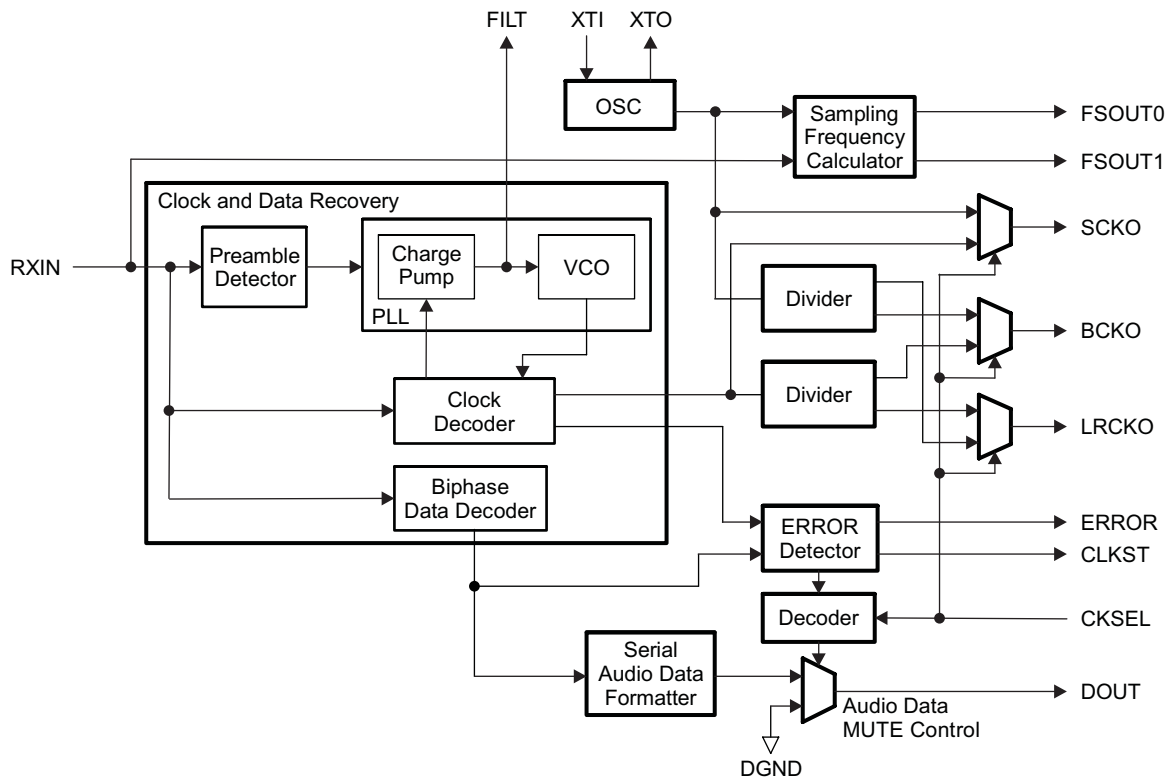 FILT
XTI
XTO
OSC
Sampling
Frequency
Calculator
FSOUT0
FSOUT1
Clock and Data Recovery
RXIN
Preamble
Detector
Charge
Pump
VCO
PLL
SCKO
Divider
BCKO
Clock
Decoder
Divider
LRCKO
Biphase
Data Decoder
ERROR
Detector
ERROR
CLKST
Decoder
CKSEL
Serial
Audio Data
Formatter
DOUT
Audio Data
MUTE Control
DGND